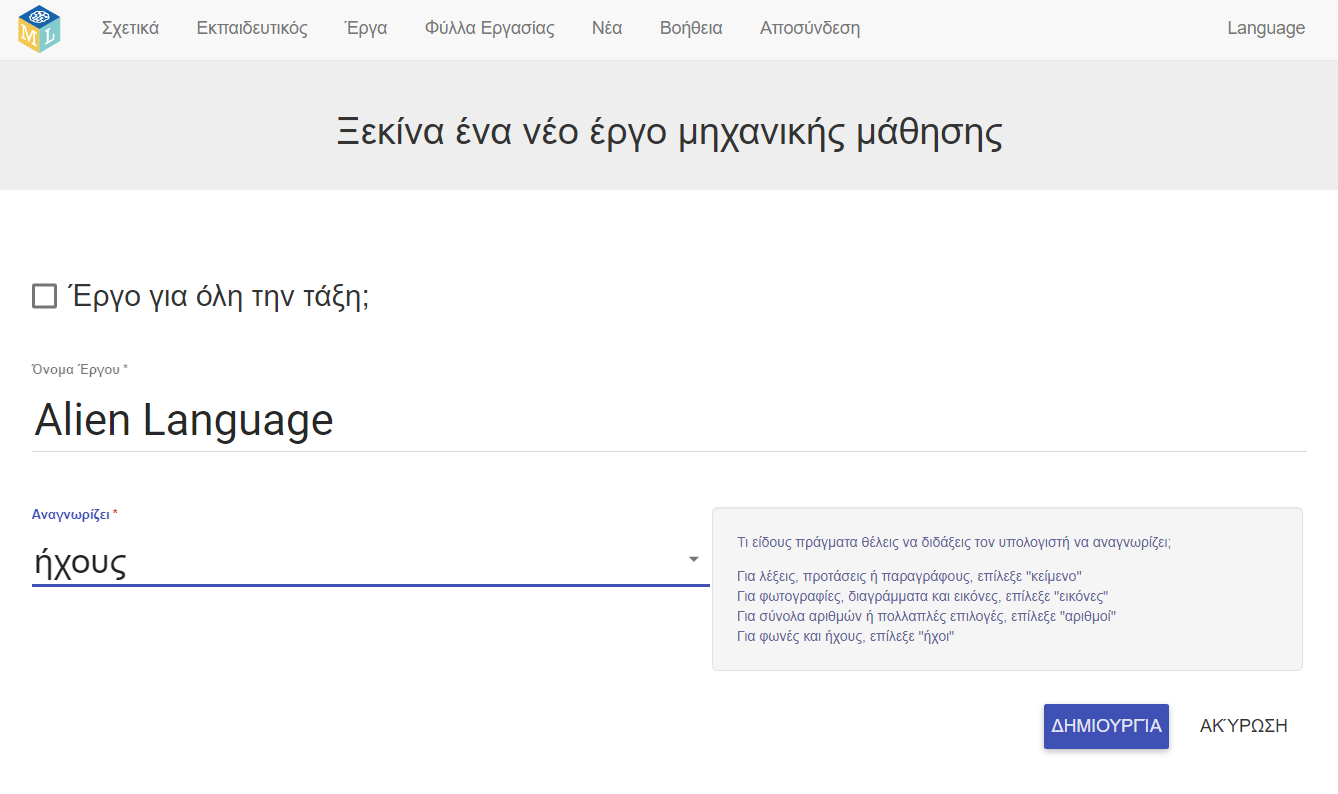 ML
Σχετικά Εκπαιδευτικός Έργα Φύλλα Εργασίας Νέα Βοήθεια Αποσύνδεση Language
Ξεκίνα ένα νέο έργο μηχανικής μάθησης
Έργο για όλη την τάξη;
Όνομα Έργου *
Alien Language
Αναγνωρίζει *
ήχους
Τι είδους πράγματα θέλεις να διδάξεις τον υπολογιστή να αναγνωρίζει;
Για λέξεις, προτάσεις ή παραγράφους, επίλεξε "κείμενο"
Για φωτογραφίες, διαγράμματα και εικόνες, επίλεξε "εικόνες"
Για σύνολα αριθμών ή πολλαπλές επιλογές, επίλεξε "αριθμοί"
Για φωνές και ήχους, επίλεξε "ήχοι"
ΔΗΜΙΟΥΡΓΊΑ ΑΚΎΡΩΣΗ